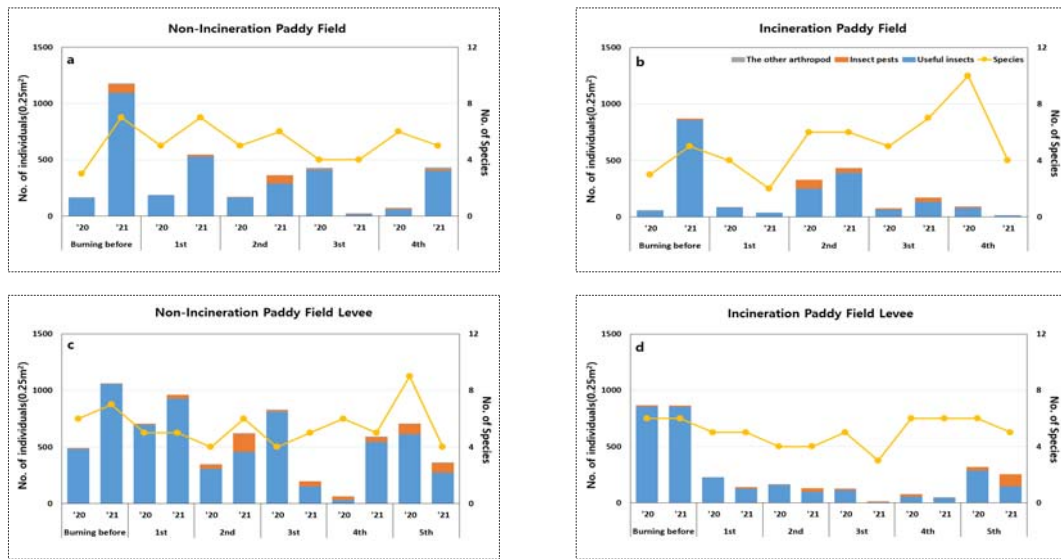 Non-Incineration Paddy Field
a
No. of individuals(0.25m²)
No. of Species
1500
1000
500
0
12
8
4
0
'20 '21 '20 '21 '20 '21 '20 '21 '20 '21
Burning before 1st 2nd 3st 4th
Incineration Paddy Field
b
The other arthropod Insect pests Useful insects Species
No. of individuals(0.25m²)
No. of Species
1500
1000
500
0
12
8
4
0
'20 '21 '20 '21 '20 '21 '20 '21 '20 '21
Burning before 1st 2nd 3st 4th
Non-Incineration Paddy Field Levee
c
No. of individuals(0.25m²)
No. of Species
1500
1000
500
0
12
8
4
0
'20 '21 '20 '21 '20 '21 '20 '21 '20 '21 '20 '21
Burning before 1st 2nd 3st 4th 5th
Incineration Paddy Field Levee
d
No. of individuals(0.25m²)
No. of Species
1500
1000
500
0
12
8
4
0
'20 '21 '20 '21 '20 '21 '20 '21 '20 '21 '20 '21
Burning before 1st 2nd 3st 4th 5th